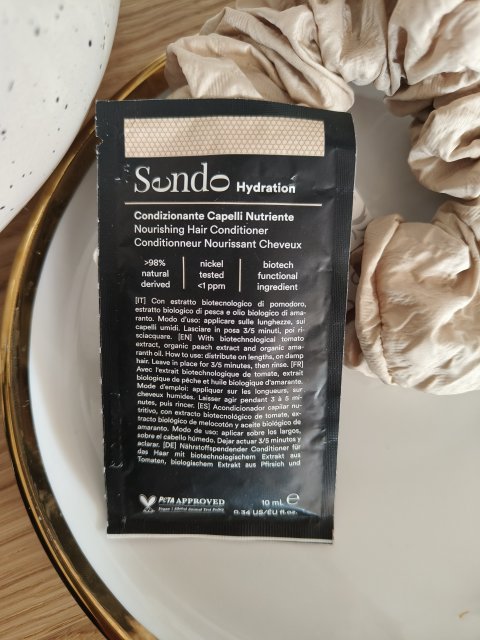 Sendo Hydration
Condizionante Capelli Nutriente
Nourishing Hair Conditioner
Conditionneur Nourissant Cheveux
>98% natural derived
nickel tested <1 ppm
biotech functional ingredient
[IT] Con estratto biotecnologico di pomodoro,
estratto biologico di pesca e olio biologico di ama-
ranto. Modo d'uso: applicare sulle lunghezze, sui
capelli umidi. Lasciare in posa 3/5 minuti, poi ri-
sciacquare. [EN] With biotechnological tomato
extract, organic peach extract and organic ama-
ranth oil. How to use: distribute on lengths, on damp
hair. Leave in place for 3/5 minutes, then rinse. [FR]
Avec l'extrait biotechnologique de tomate, extrait
biologique de pêche et huile biologique d'amarante.
Mode d'emploi: appliquer sur les longueurs, sur
cheveux humides. Laisser agir pendant 3 à 5 mi-
nutes, puis rincer. [ES] Acondicionador capilar nu-
tritivo, con extracto biotecnológico de tomate, ex-
tracto biológico de melocotón y aceite biológico de
amaranto. Modo de uso: aplicar sobre los largos,
sobre el cabello húmedo. Dejar actuar 3/5 minutos y
aclarar. [DE] Nährstoffspendender Conditioner für
das Haar mit biotechnologischem Extrakt aus
Tomaten, biologischem Extrakt aus Pfirsich und
PETA APPROVED
Vegan | Global Animal Test Policy
10 mL e
0.34 US/EU fl.oz.